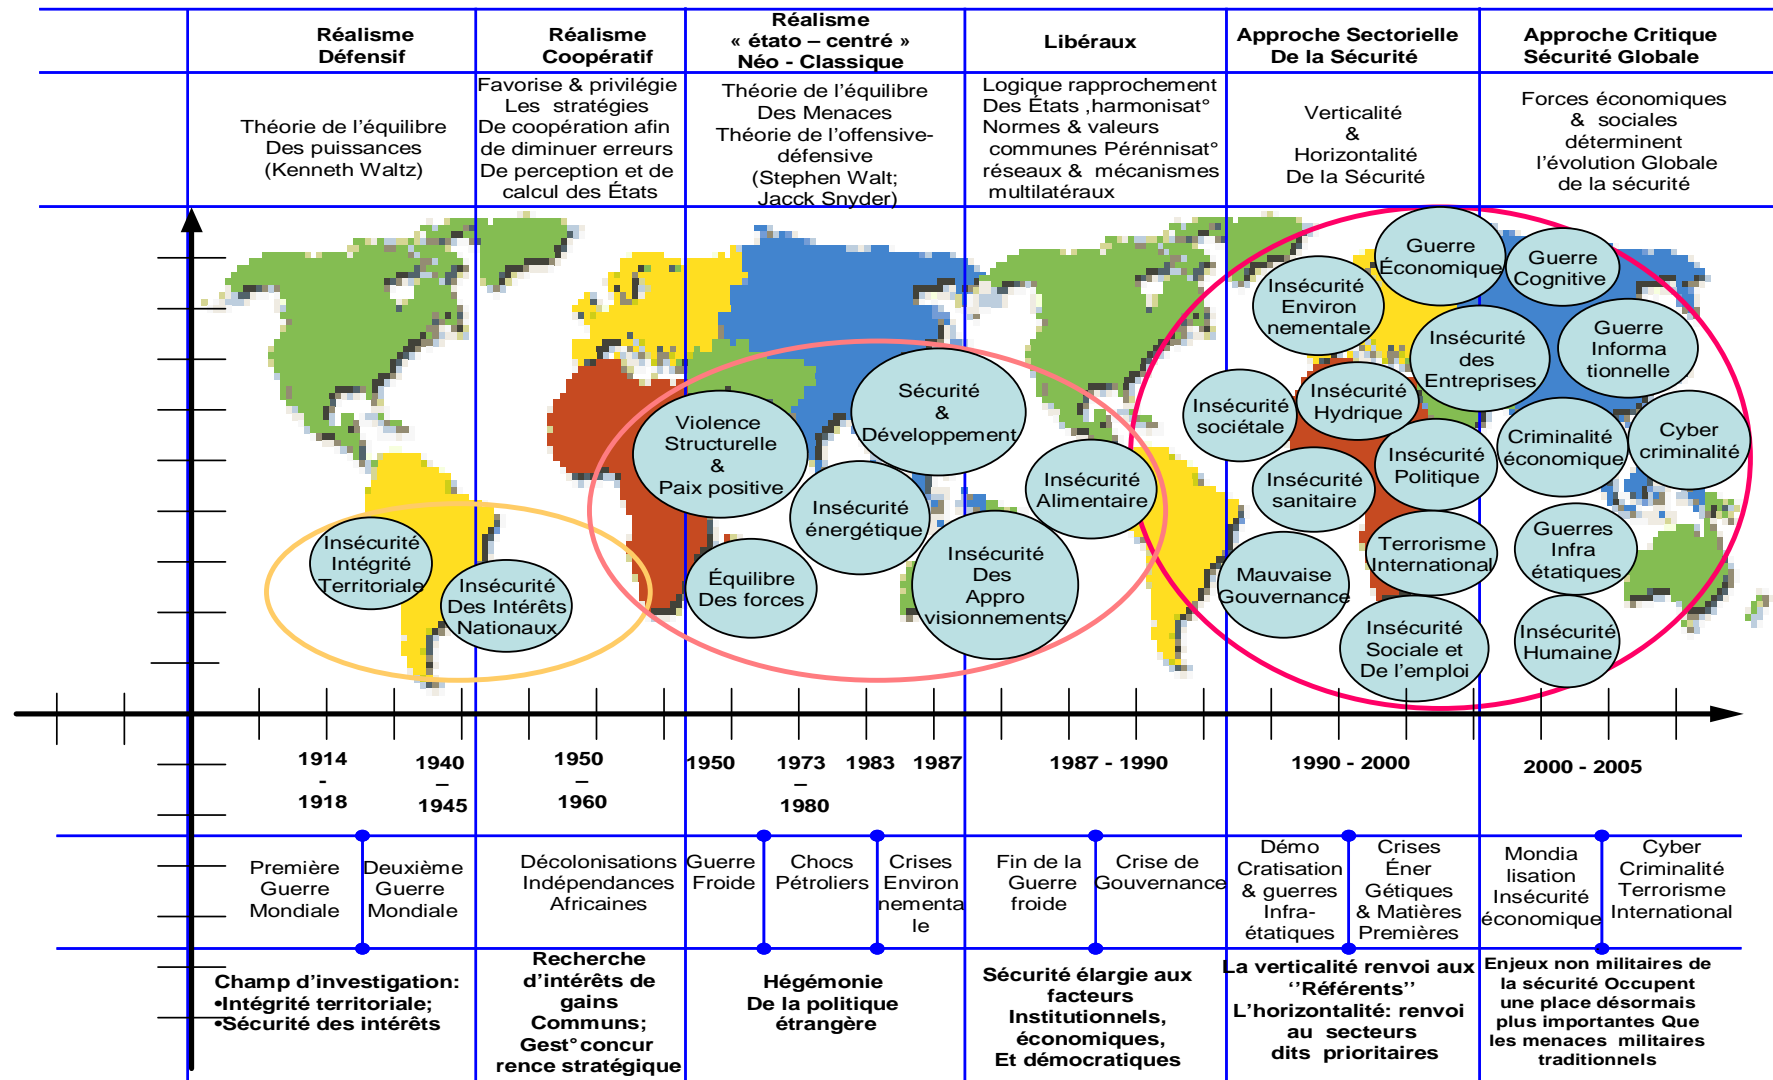 Réalisme
Défensif
Réalisme
Coopératif
Réalisme
« étato – centré »
Néo - Classique
Libéraux
Approche Sectorielle
De la Sécurité
Approche Critique
Sécurité Globale
Théorie de l'équilibre
Des puissances
(Kenneth Waltz)
Favorise & privilégie
Les stratégies
De coopération afin
de diminuer erreurs
De perception et de
calcul des États
Théorie de l'équilibre
Des Menaces
Théorie de l'offensive-
défensive
(Stephen Walt;
Jacck Snyder)
Logique rapprochement
Des États ,harmonisat°
Normes & valeurs
communes Pérénnisat°
réseaux & mécanismes
multilatéraux
Verticalité
&
Horizontalité
De la Sécurité
Forces économiques
& sociales
déterminent
l'évolution Globale
de la sécurité
Insécurité
Intégrité
Territoriale
Insécurité
Des Intérêts
Nationaux
Violence
Structurelle
&
Paix positive
Sécurité
&
Développement
Insécurité
énergétique
Équilibre
Des forces
Insécurité
Des
Appro
visionnements
Insécurité
Alimentaire
Guerre
Économique
Guerre
Cognitive
Insécurité
Environ
nementale
Insécurité
des
Entreprises
Guerre
Informa
tionnelle
Insécurité
sociétale
Insécurité
Hydrique
Criminalité
économique
Cyber
criminalité
Insécurité
Politique
Insécurité
sanitaire
Terrorisme
International
Guerres
Infra
étatiques
Mauvaise
Gouvernance
Insécurité
Sociale et
De l'emploi
Insécurité
Humaine
1914
-
1918
1940
–
1945
1950
–
1960
1950
1973
–
1980
1983
1987
1987 - 1990
1990 - 2000
2000 - 2005
Première
Guerre
Mondiale
Deuxième
Guerre
Mondiale
Décolonisations
Indépendances
Africaines
Guerre
Froide
Chocs
Pétroliers
Crises
Environ
nementa
le
Fin de la
Guerre
froide
Crise de
Gouvernance
Démo
Cratisation
& guerres
Infra-
étatiques
Crises
Éner
Gétiques
& Matières
Premières
Mondia
lisation
Insécurité
économique
Cyber
Criminalité
Terrorisme
International
Champ d'investigation:
•Intégrité territoriale;
•Sécurité des intérêts
Recherche
d'intérêts de
gains
Communs;
Gest° concur
rence stratégique
Hégémonie
De la politique
étrangère
Sécurité élargie aux
facteurs
Institutionnels,
économiques,
Et démocratiques
La verticalité renvoi aux
‘'Référents''
L'horizontalité: renvoi
au secteurs
dits prioritaires
Enjeux non militaires de
la sécurité Occupent
une place désormais
plus importantes Que
les menaces militaires
traditionnels